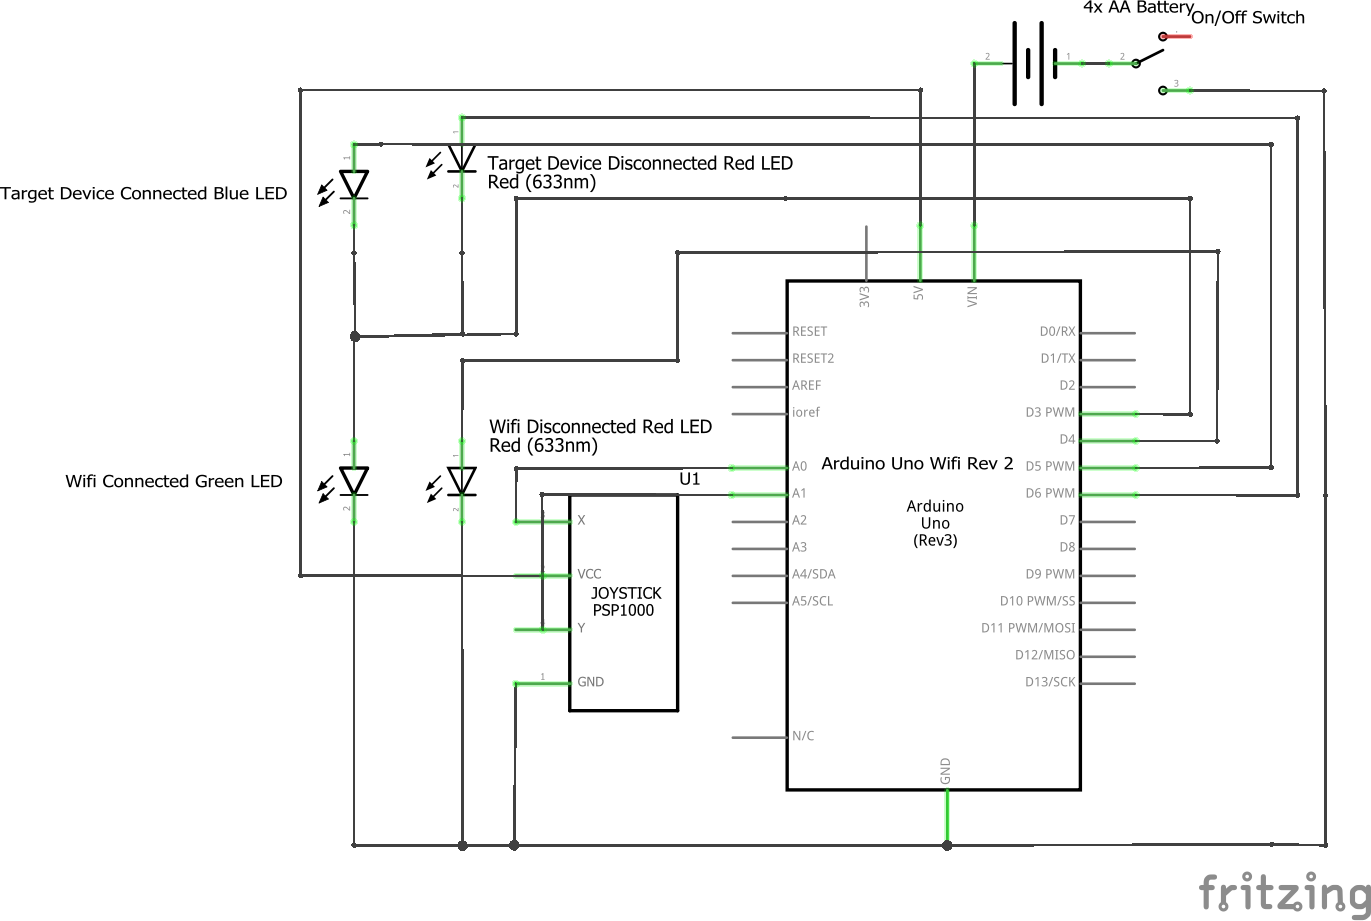 4x AA Battery
On/Off Switch
1
2
1
2
3
1
1
Target Device Disconnected Red LED
Red (633nm)
Target Device Connected Blue LED
2
2
3V3
5V
VIN
RESET
D0/RX
RESET2
D1/TX
AREF
D2
ioref
D3 PWM
D4
Wifi Disconnected Red LED
Red (633nm)
1
1
A0
Arduino Uno Wifi Rev 2
D5 PWM
Wifi Connected Green LED
U1
A1
D6 PWM
2
2
Arduino
Uno
(Rev3)
X
A2
D7
A3
D8
VCC
A4/SDA
D9 PWM
JOYSTICK
PSP1000
A5/SCL
D10 PWM/SS
Y
D11 PWM/MOSI
D12/MISO
1
GND
D13/SCK
N/C
GND
fritzing